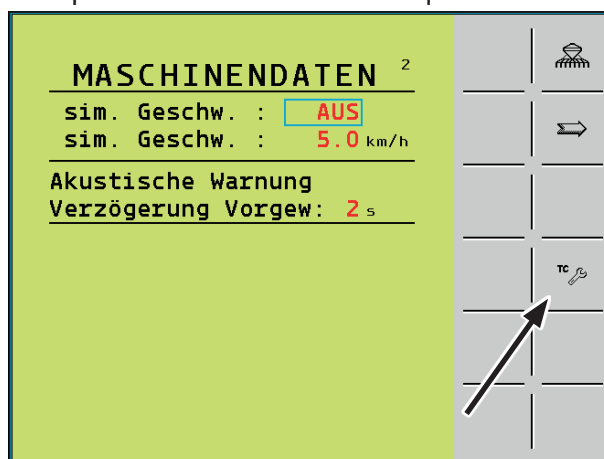 MASCHINENDATEN 2
sim. Geschw. : AUS
sim. Geschw. : 5.0 km/h
Akustische Warnung
Verzögerung Vorgew: 2 s
TC